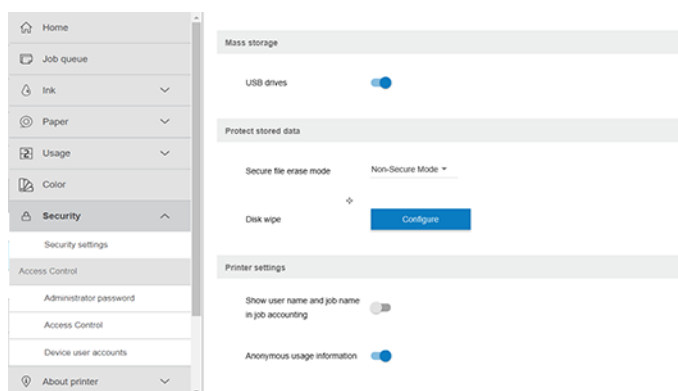 Home
Job queue
Ink
Paper
Usage
Color
Security
Security settings
Access Control
Administrator password
Access Control
Device user accounts
About printer
Mass storage
USB drives
Protect stored data
Secure file erase mode
Non-Secure Mode
Disk wipe
Configure
Printer settings
Show user name and job name
in job accounting
Anonymous usage information